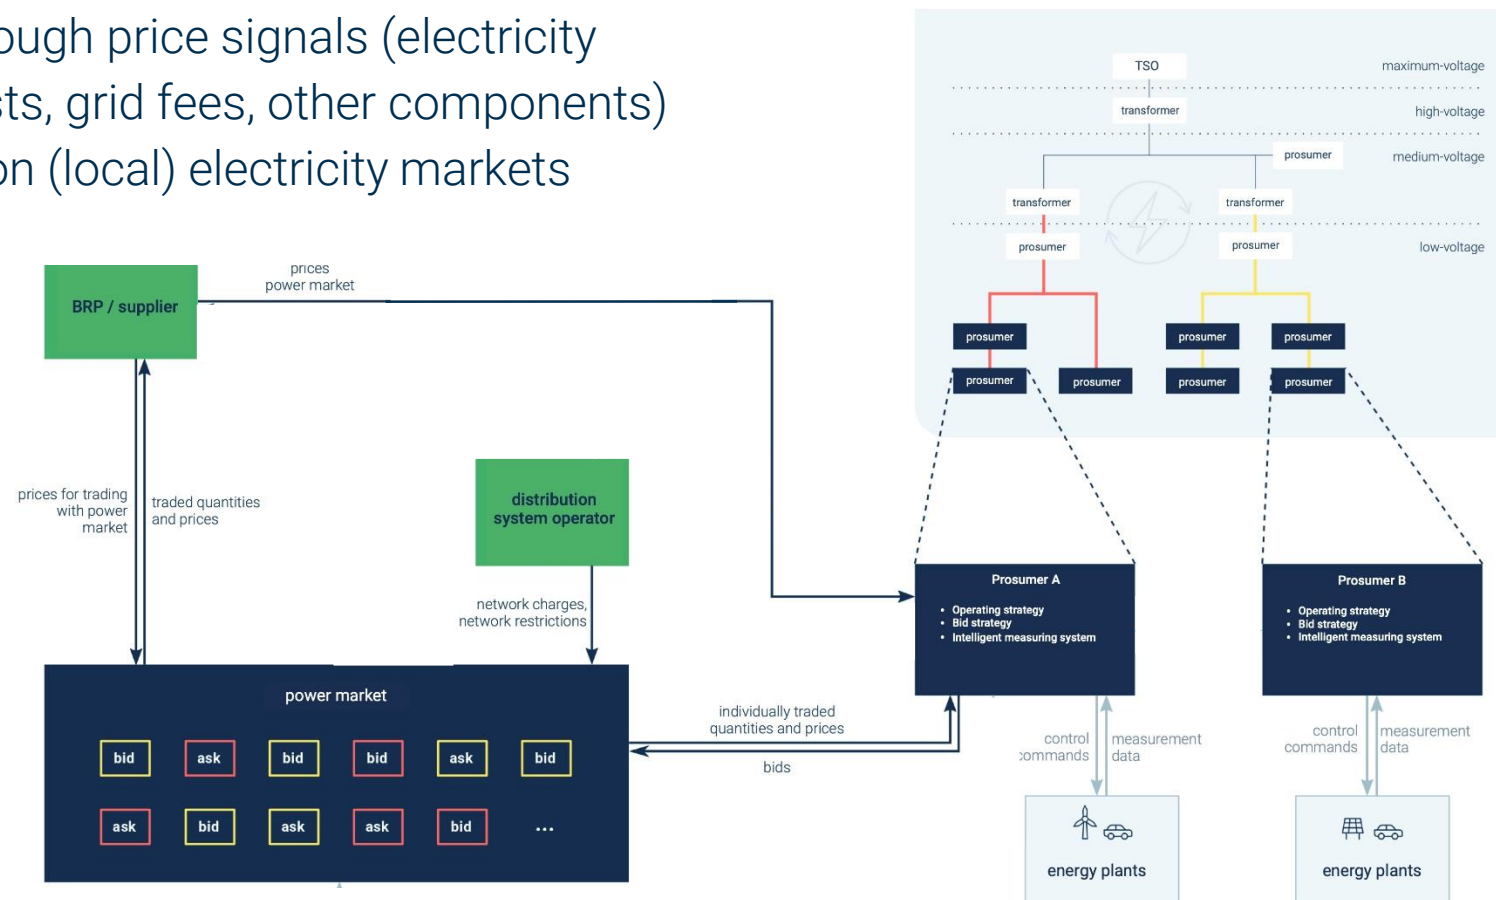 ough price signals (electricity
sts, grid fees, other components)
on (local) electricity markets
TSO
maximum-voltage
transformer
high-voltage
prosumer
medium-voltage
transformer
transformer
prosumer
prosumer
low-voltage
prosumer
prosumer
prosumer
prosumer
prosumer
prosumer
prosumer
BRP / supplier
prices
power market
prices for trading
with power
market
traded quantities
and prices
distribution
system operator
network charges,
network restrictions
power market
bid
ask
bid
bid
ask
bid
ask
bid
ask
ask
bid
...
individually traded
quantities and prices
bids
Prosumer A
• Operating strategy
• Bid strategy
• Intelligent measuring system
Prosumer B
• Operating strategy
• Bid strategy
• Intelligent measuring system
control
commands
measurement
data
control
commands
measurement
data
energy plants
energy plants